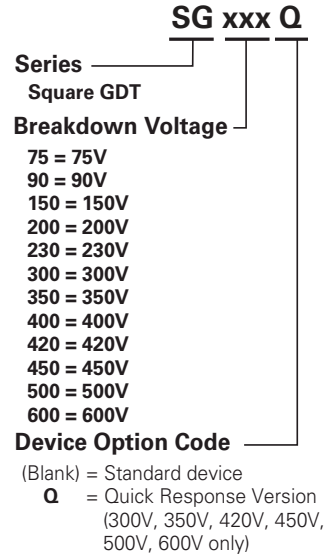 SG xxx Q
Series
Square GDT
Breakdown Voltage
75 = 75V
90 = 90V
150 = 150V
200 = 200V
230 = 230V
300 = 300V
350 = 350V
400 = 400V
420 = 420V
450 = 450V
500 = 500V
600 = 600V
Device Option Code
(Blank) = Standard device
Q = Quick Response Version
(300V, 350V, 420V, 450V,
500V, 600V only)